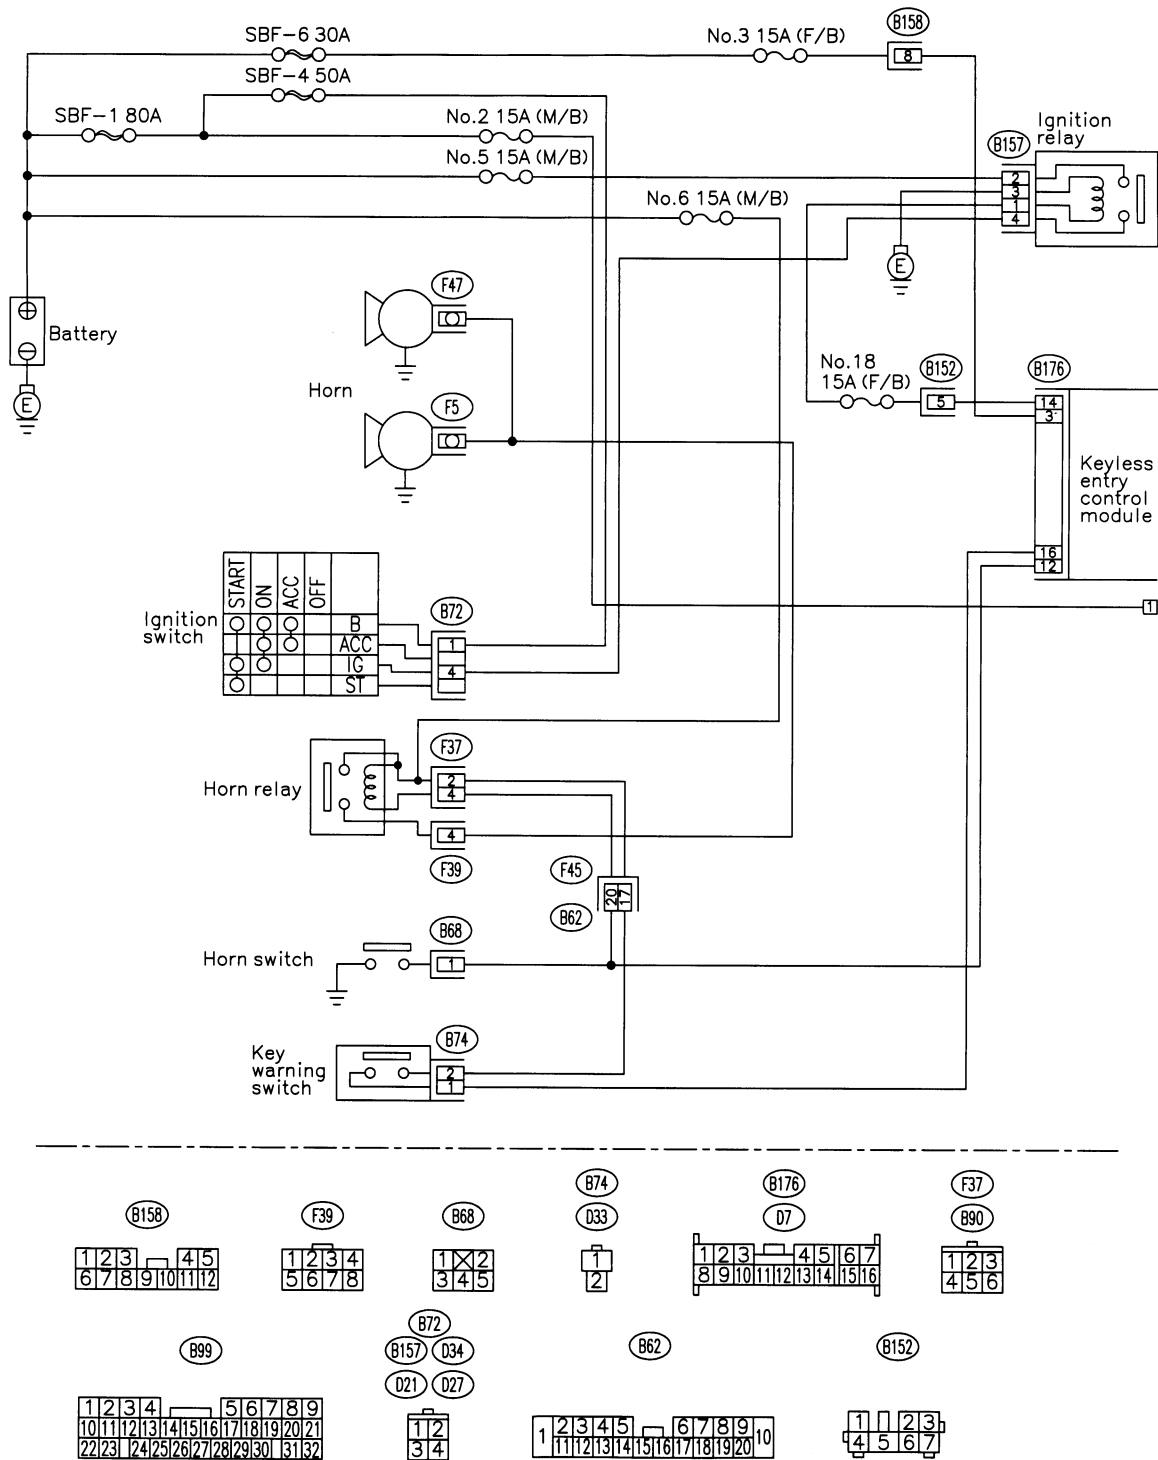 SBF-6 30A
No.3 15A (F/B)
B158
8
SBF-4 50A
SBF-1 80A
No.2 15A (M/B)
No.5 15A (M/B)
Ignition
relay
B157
2
3
1
4
No.6 15A (M/B)
E
F47
Battery
Horn
E
F5
No.18
15A (F/B)
B152
5
B176
14
3
Keyless
entry
control
module
16
12
1
START
ON
ACC
OFF
Ignition
switch
B
ACC
IG
ST
B72
1
4
Horn relay
F37
2
4
4
F39
F45
20
17
B62
B68
Horn switch
1
B74
Key
warning
switch
2
1
B158
1 2 3 4 5
6 7 8 9 10 11 12
F39
1 2 3 4
5 6 7 8
B68
1 2
3 4 5
B74
D33
1
2
B176
D7
1 2 3 4 5 6 7
8 9 10 11 12 13 14 15 16
F37
B90
1 2 3
4 5 6
B99
1 2 3 4 5 6 7 8 9
10 11 12 13 14 15 16 17 18 19 20 21
22 23 24 25 26 27 28 29 30 31 32
B72
B157 D34
D21 D27
1 2
3 4
B62
1 2 3 4 5 6 7 8 9 10
11 12 13 14 15 16 17 18 19 20
B152
1 2 3
4 5 6 7